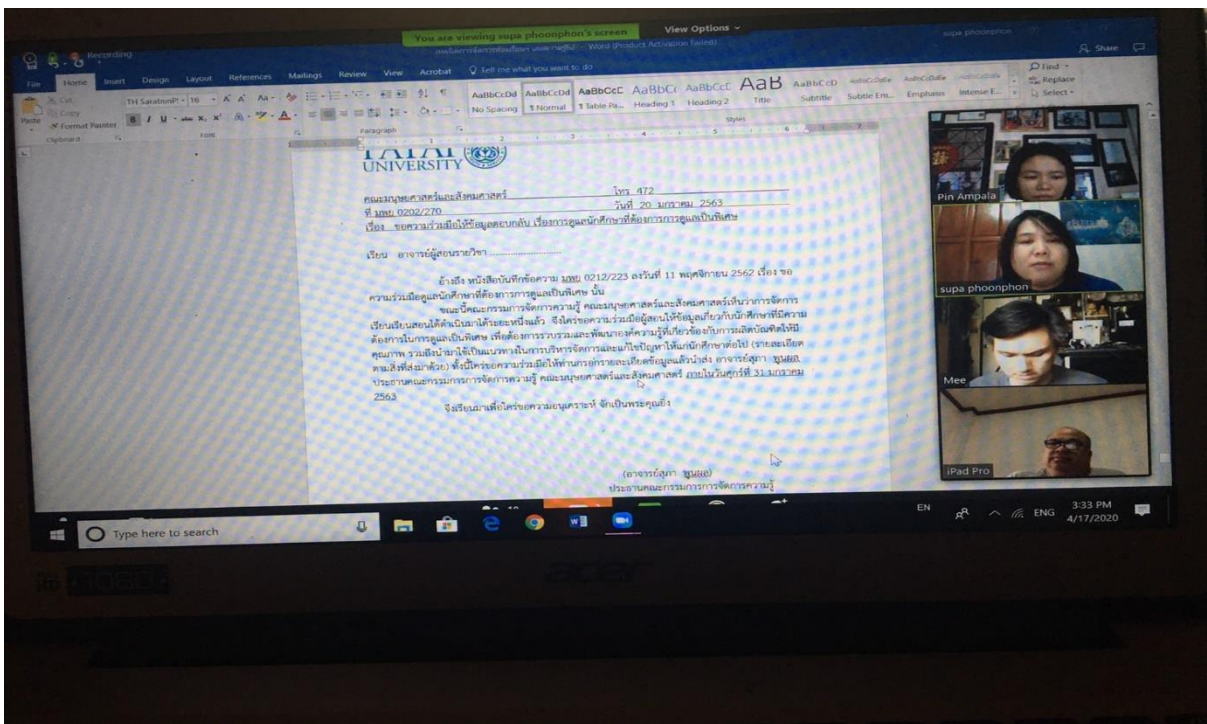 You are viewing supa phoonphon's screen
View Options
Recording
Word (Product Activation Failed)
supa phoonphon
File Home Insert Design Layout References Mailings Review View Acrobat Tell me what you want to do
Share
Cut
Copy
Paste
Format Painter
Clipboard
TH SarabunPS 16
Font
Paragraph
AaBbCcDd AaBbCcDd AaBbCcC AaBbCc AaBbCcC AaB AaBbCcD
No Spacing Normal Table Pa... Heading 1 Heading 2 Title Subtitle Subtle Em... Emphasis Intense E...
Styles
Find
Replace
Select
UNIVERSITY
คณะมนุษยศาสตร์และสังคมศาสตร์ โทร 472
ที่ มพย 0202/270 วันที่ 20 มกราคม 2563
เรื่อง ขอความร่วมมือให้ข้อมูลตอบกลับ เรื่องการดูแลนักศึกษาที่ต้องการการดูแลเป็นพิเศษ
เรียน อาจารย์ผู้สอนรายวิชา ........................
อ้างถึง หนังสือบันทึกข้อความ มพย 0212/223 ลงวันที่ 11 พฤศจิกายน 2562 เรื่อง ขอ
ความร่วมมือดูแลนักศึกษาที่ต้องการการดูแลเป็นพิเศษ นั้น
ขณะนี้คณะกรรมการจัดการความรู้ คณะมนุษยศาสตร์และสังคมศาสตร์เห็นว่าการจัดการ
เรียนเรียนสอนได้ดำเนินมาได้ระยะหนึ่งแล้ว จึงใคร่ขอความร่วมมือผู้สอนให้ข้อมูลเกี่ยวกับนักศึกษาที่มีความ
ต้องการในการดูแลเป็นพิเศษ เพื่อต้องการรวบรวมและพัฒนาองค์ความรู้ที่เกี่ยวข้องกับการผลิตบัณฑิตให้มี
คุณภาพ รวมถึงนำมาใช้เป็นแนวทางในการบริหารจัดการและแก้ไขปัญหาให้แก่นักศึกษาต่อไป (รายละเอียด
ตามสิ่งที่ส่งมาด้วย) ทั้งนี้ใคร่ขอความร่วมมือให้ท่านกรอกรายละเอียดข้อมูลแล้วนำส่ง อาจารย์สุภา พูนผล
ประธานคณะกรรมการการจัดการความรู้ คณะมนุษยศาสตร์และสังคมศาสตร์ ภายในวันศุกร์ที่ 31 มกราคม
2563
จึงเรียนมาเพื่อใคร่ขอความอนุเคราะห์ จักเป็นพระคุณยิ่ง
(อาจารย์สุภา พูนผล)
ประธานคณะกรรมการการจัดการความรู้
Pin Ampala
supa phoonphon
Mee
iPad Pro
Type here to search
EN
ENG
3:33 PM
4/17/2020
acer